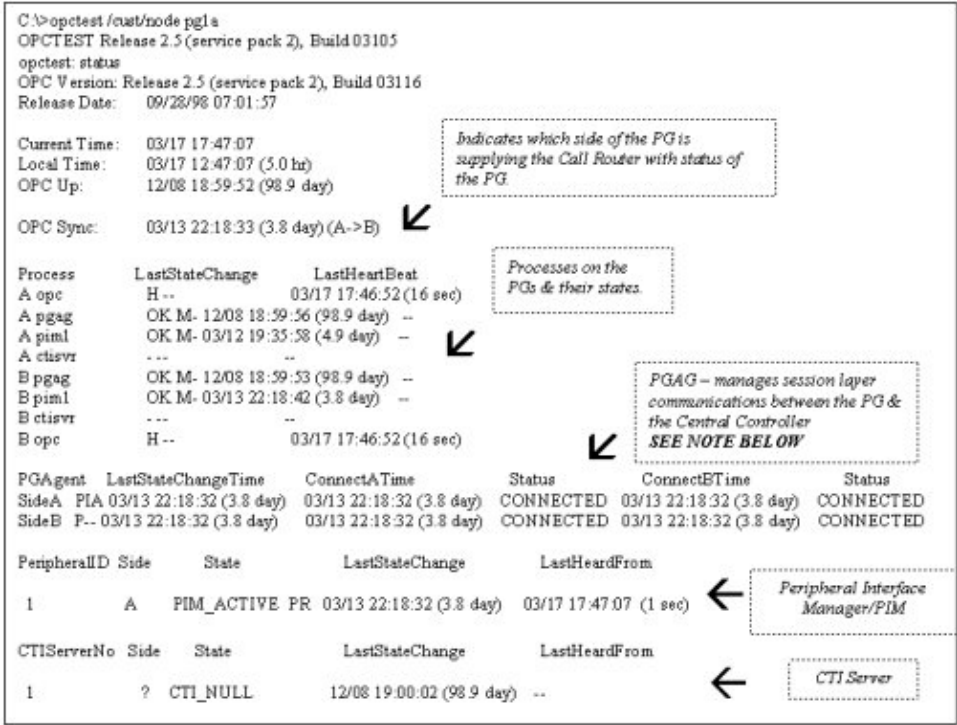 C:\>opctest /cust/node pg1a
OPCTEST Release 2.5 (service pack 2), Build 03105
opctest: status
OPC Version: Release 2.5 (service pack 2), Build 03116
Release Date: 09/28/98 07:01:57
Current Time: 03/17 17:47:07
Local Time: 03/17 12:47:07 (5.0 hr)
OPC Up: 12/08 18:59:52 (98.9 day)
Indicates which side of the PG is
supplying the Call Router with status of
the PG.
OPC Sync: 03/13 22:18:33 (3.8 day) (A->B)
Processes on the
PGs & their states.
Process LastStateChange LastHeartBeat
A opc H -- 03/17 17:46:52 (16 sec)
A pgag OK M- 12/08 18:59:56 (98.9 day) --
A pim1 OK M- 03/12 19:35:58 (4.9 day) --
A ctisvr - -- --
B pgag OK M- 12/08 18:59:53 (98.9 day) --
B pim1 OK M- 03/13 22:18:42 (3.8 day) --
B ctisvr - -- --
B opc H -- 03/17 17:46:52 (16 sec)
PGAG – manages session layer
communications between the PG &
the Central Controller
SEE NOTE BELOW
PGAgent LastStateChangeTime ConnectATime Status ConnectBTime Status
SideA PIA 03/13 22:18:32 (3.8 day) 03/13 22:18:32 (3.8 day) CONNECTED 03/13 22:18:32 (3.8 day) CONNECTED
SideB P-- 03/13 22:18:32 (3.8 day) 03/13 22:18:32 (3.8 day) CONNECTED 03/13 22:18:32 (3.8 day) CONNECTED
PeripheralID Side State LastStateChange LastHeardFrom
1 A PIM_ACTIVE PR 03/13 22:18:32 (3.8 day) 03/17 17:47:07 (1 sec)
Peripheral Interface
Manager/PIM
CTIServerNo Side State LastStateChange LastHeardFrom
1 ? CTI_NULL 12/08 19:00:02 (98.9 day) --
CTI Server